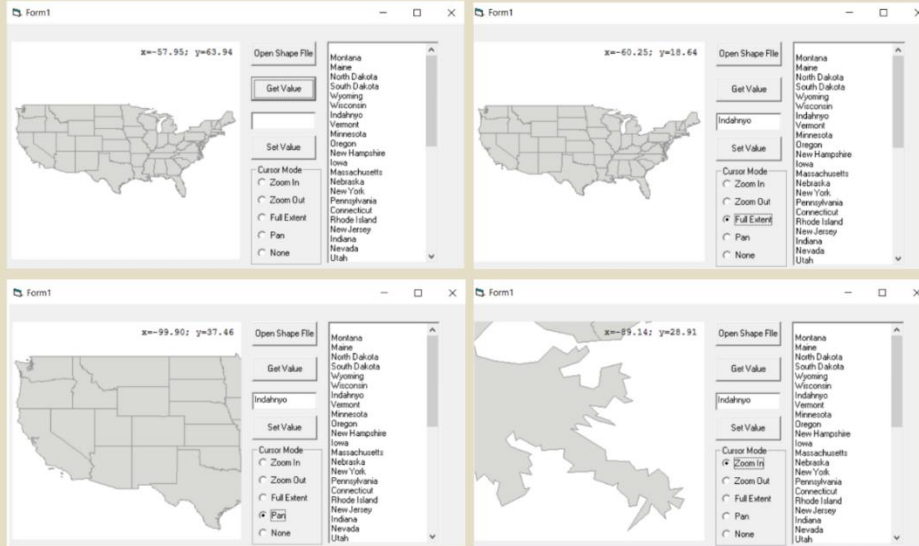 Form1
x=-57.95; y=63.94
Open Shape FIle
Get Value
Set Value
Cursor Mode
Zoom In
Zoom Out
Full Extent
Pan
None
Montana
Maine
North Dakota
South Dakota
Wyoming
Wisconsin
Indahnyo
Vermont
Minnesota
Oregon
New Hampshire
Iowa
Massachusetts
Nebraska
New York
Pennsylvania
Connecticut
Rhode Island
New Jersey
Indiana
Nevada
Utah
Form1
x=-60.25; y=18.64
Open Shape FIle
Get Value
Indahnyo
Set Value
Cursor Mode
Zoom In
Zoom Out
Full Extent
Pan
None
Montana
Maine
North Dakota
South Dakota
Wyoming
Wisconsin
Indahnyo
Vermont
Minnesota
Oregon
New Hampshire
Iowa
Massachusetts
Nebraska
New York
Pennsylvania
Connecticut
Rhode Island
New Jersey
Indiana
Nevada
Utah
Form1
x=-99.90; y=37.46
Open Shape FIle
Get Value
Indahnyo
Set Value
Cursor Mode
Zoom In
Zoom Out
Full Extent
Pan
None
Montana
Maine
North Dakota
South Dakota
Wyoming
Wisconsin
Indahnyo
Vermont
Minnesota
Oregon
New Hampshire
Iowa
Massachusetts
Nebraska
New York
Pennsylvania
Connecticut
Rhode Island
New Jersey
Indiana
Nevada
Utah
Form1
x=-89.14; y=28.91
Open Shape FIle
Get Value
Indahnyo
Set Value
Cursor Mode
Zoom In
Zoom Out
Full Extent
Pan
None
Montana
Maine
North Dakota
South Dakota
Wyoming
Wisconsin
Indahnyo
Vermont
Minnesota
Oregon
New Hampshire
Iowa
Massachusetts
Nebraska
New York
Pennsylvania
Connecticut
Rhode Island
New Jersey
Indiana
Nevada
Utah